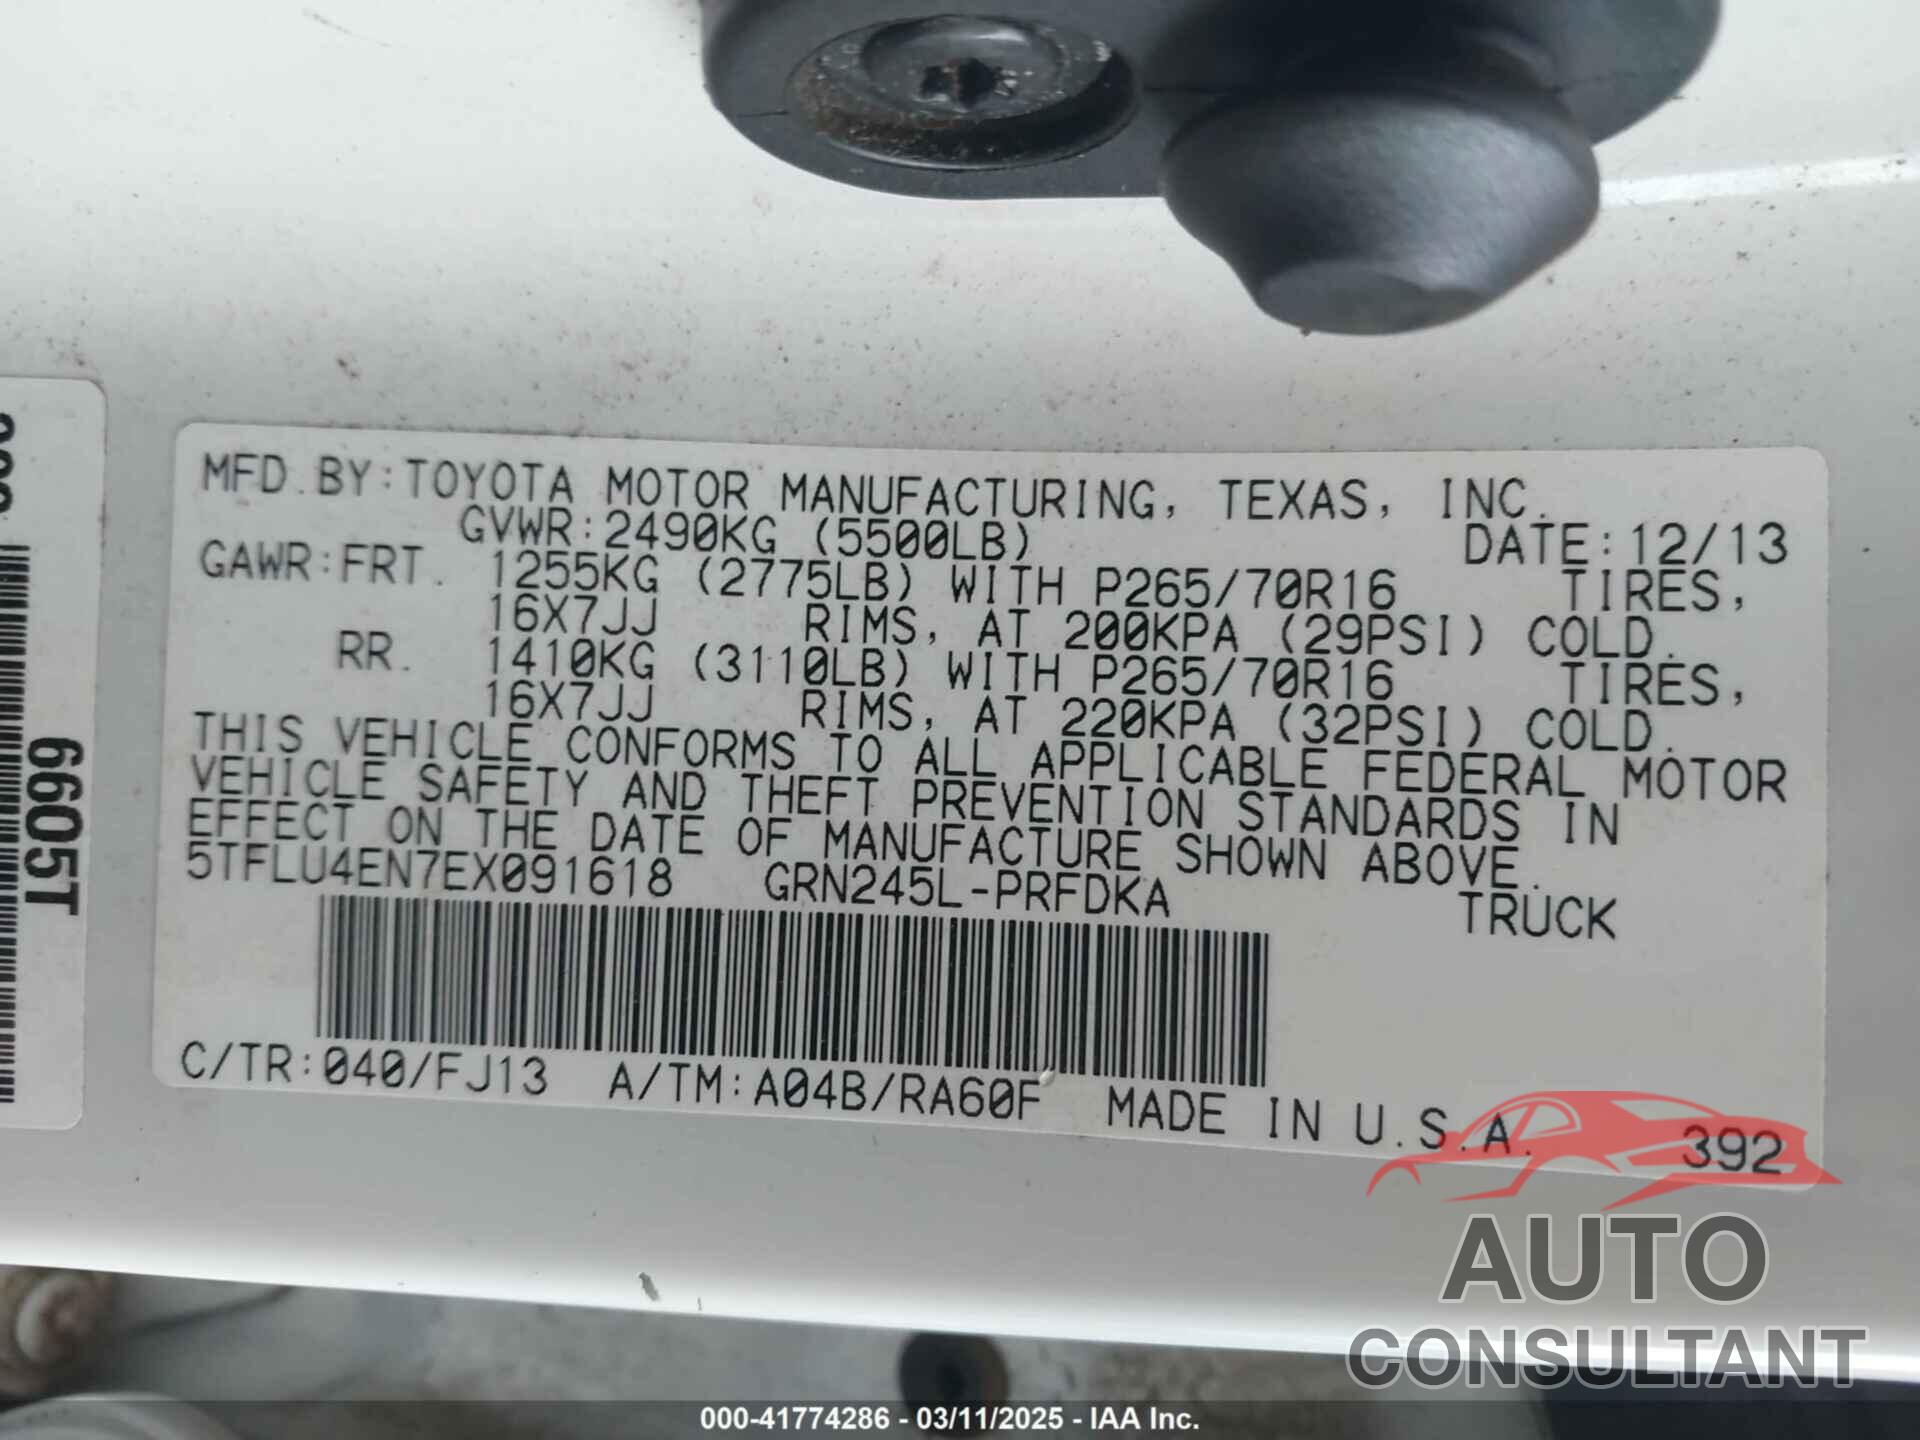 MFD.BY:TOYOTA MOTOR MANUFACTURING, TEXAS, INC.
GVWR:2490KG (5500LB) DATE:12/13
GAWR:FRT. 1255KG (2775LB) WITH P265/70R16 TIRES,
16X7JJ RIMS, AT 200KPA (29PSI) COLD.
RR. 1410KG (3110LB) WITH P265/70R16 TIRES,
16X7JJ RIMS, AT 220KPA (32PSI) COLD.
THIS VEHICLE CONFORMS TO ALL APPLICABLE FEDERAL MOTOR
VEHICLE SAFETY AND THEFT PREVENTION STANDARDS IN
EFFECT ON THE DATE OF MANUFACTURE SHOWN ABOVE.
5TFLU4EN7EX091618 GRN245L-PRFDKA TRUCK
C/TR:040/FJ13 A/TM:A04B/RA60F MADE IN U.S.A. 392
6605T
AUTO
CONSULTANT
000-41774286 - 03/11/2025 - IAA Inc.